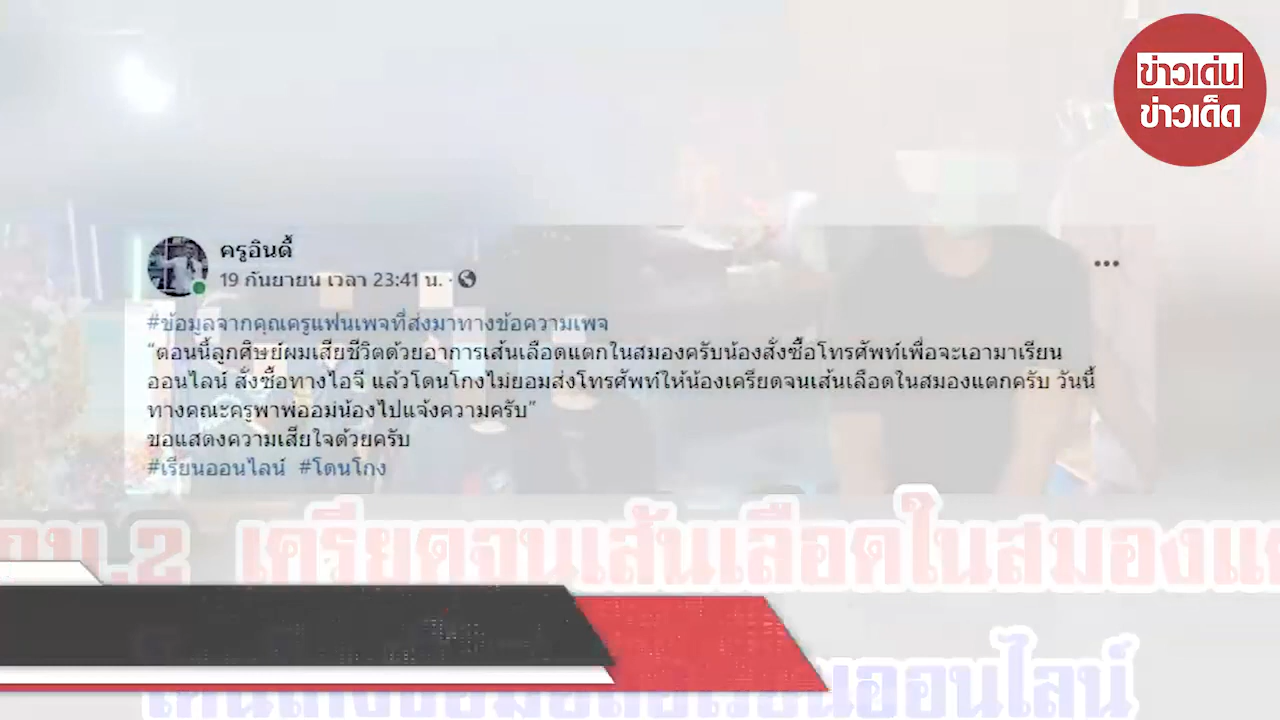 ข่าวเด่น
ข่าวเด็ด
ครูอินดี้
19 กันยายน เวลา 23:41 น. ·
#ข้อมูลจากคุณครูแฟนเพจที่ส่งมาทางข้อความเพจ
“ตอนนี้ลูกศิษย์ผมเสียชีวิตด้วยอาการเส้นเลือดแตกในสมองครับน้องสั่งซื้อโทรศัพท์เพื่อจะเอามาเรียน
ออนไลน์ สั่งซื้อทางไอจี แล้วโดนโกงไม่ยอมส่งโทรศัพท์ให้น้องเครียดจนเส้นเลือดในสมองแตกครับ วันนี้
ทางคณะครูพาพ่ออม่น้องไปแจ้งความครับ”
ขอแสดงความเสียใจด้วยครับ
#เรียนออนไลน์ #โดนโกง
.2 เครียดจนเส้นเลือดในสมอง
เรียนออนไลน์